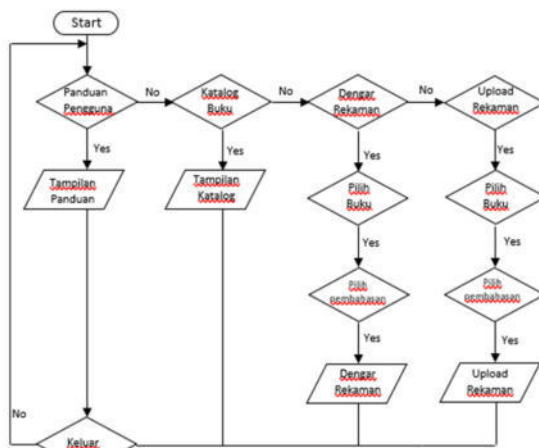 Start
Panduan
Pengguna
No
Katalog
Buku
No
Dengar
Rekaman
No
Upload
Rekaman
Yes
Yes
Yes
Yes
Tampilan
Panduan
Tampilan
Katalog
Pilih
Buku
Pilih
Buku
Yes
Yes
Pilih
pembahasan
Pilih
pembahasan
Yes
Yes
Dengar
Rekaman
Upload
Rekaman
No
Keluar